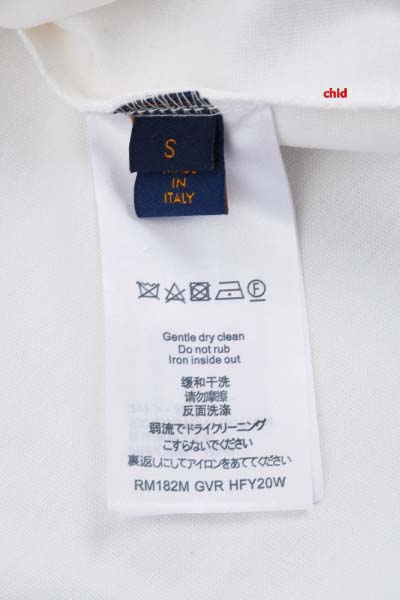 chid
S
MADE
IN
ITALY
F
Gentle dry clean
Do not rub
Iron inside out
缓和干洗
请勿摩擦
反面洗涤
弱流でドライクリーニング
こすらないでください
裏返しにしてアイロンをあててください
RM182M GVR HFY20W